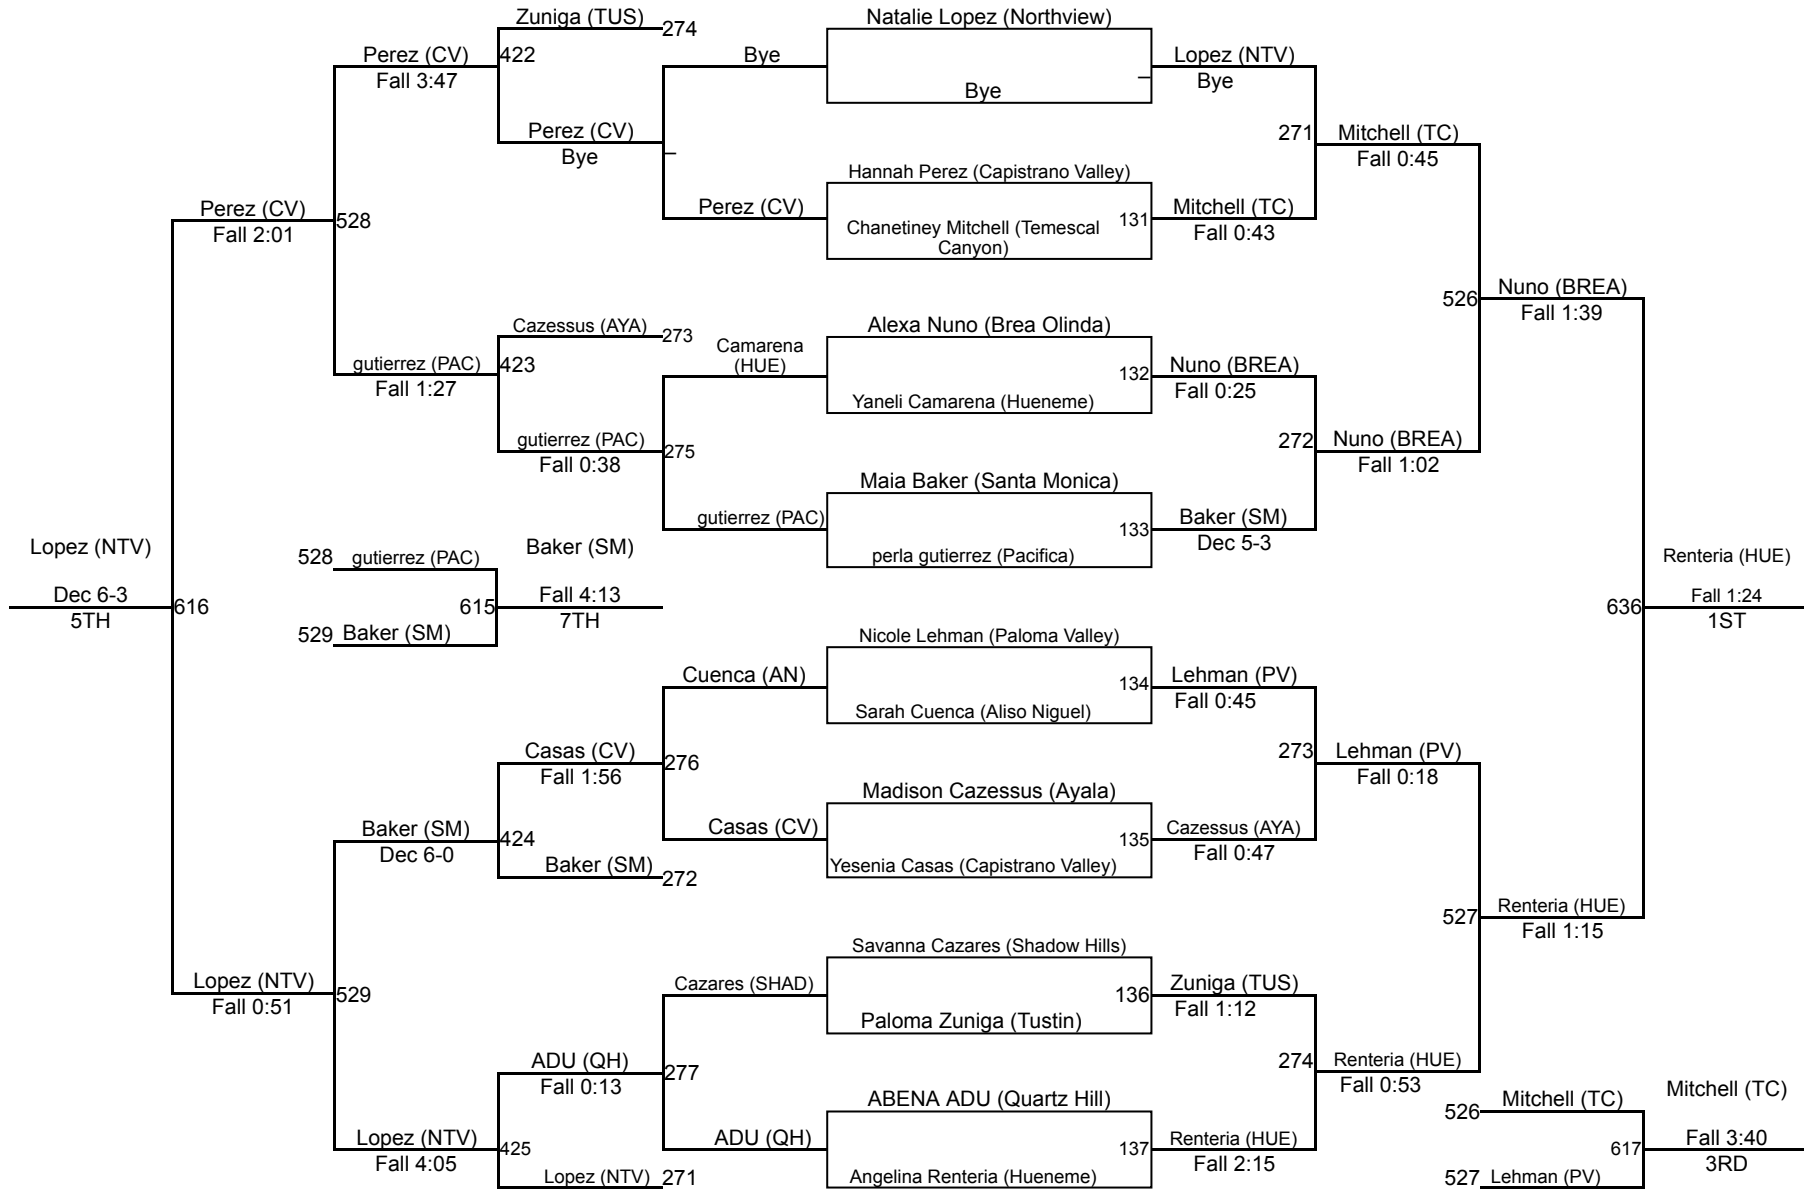 Zuniga (TUS)
274
Natalie Lopez (Northview)
Perez (CV)
422
Bye
Lopez (NTV)
Fall 3:47
Bye
Bye
Perez (CV)
Bye
271
Mitchell (TC)
Fall 0:45
Hannah Perez (Capistrano Valley)
Perez (CV)
Fall 2:01
528
Perez (CV)
Chanetiney Mitchell (Temescal
Canyon)
131
Mitchell (TC)
Fall 0:43
Nuno (BREA)
Fall 1:39
526
Cazessus (AYA)
273
Camarena
(HUE)
Alexa Nuno (Brea Olinda)
gutierrez (PAC)
Fall 1:27
423
Yaneli Camarena (Hueneme)
132
Nuno (BREA)
Fall 0:25
gutierrez (PAC)
Fall 0:38
275
272
Nuno (BREA)
Fall 1:02
Maia Baker (Santa Monica)
gutierrez (PAC)
perla gutierrez (Pacifica)
133
Baker (SM)
Dec 5-3
Lopez (NTV)
Dec 6-3
5TH
616
528
gutierrez (PAC)
529
Baker (SM)
615
Baker (SM)
Fall 4:13
7TH
636
Renteria (HUE)
Fall 1:24
1ST
Nicole Lehman (Paloma Valley)
Cuenca (AN)
Sarah Cuenca (Aliso Niguel)
134
Lehman (PV)
Fall 0:45
Casas (CV)
Fall 1:56
276
273
Lehman (PV)
Fall 0:18
Madison Cazessus (Ayala)
Baker (SM)
Dec 6-0
424
Casas (CV)
Yesenia Casas (Capistrano Valley)
135
Cazessus (AYA)
Fall 0:47
Baker (SM)
272
527
Renteria (HUE)
Fall 1:15
Savanna Cazares (Shadow Hills)
Lopez (NTV)
Fall 0:51
529
Cazares (SHAD)
Paloma Zuniga (Tustin)
136
Zuniga (TUS)
Fall 1:12
ADU (QH)
Fall 0:13
277
274
Renteria (HUE)
Fall 0:53
ABENA ADU (Quartz Hill)
Lopez (NTV)
Fall 4:05
425
ADU (QH)
Angelina Renteria (Hueneme)
137
Renteria (HUE)
Fall 2:15
Lopez (NTV)
271
526
Mitchell (TC)
527
Lehman (PV)
617
Mitchell (TC)
Fall 3:40
3RD